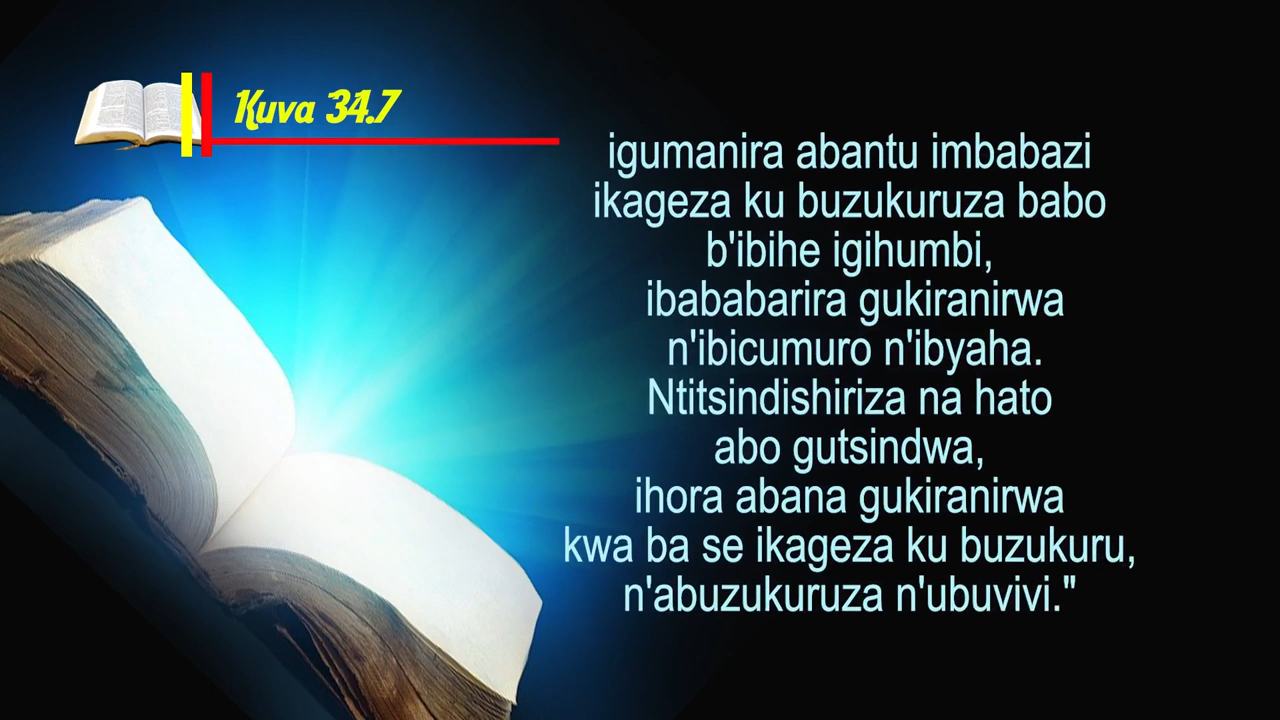 Kuva 34.7
igumanira abantu imbabazi
ikageza ku buzukuruza babo
b'ibihe igihumbi,
ibababarira gukiranirwa
n'ibicumuro n'ibyaha.
Ntitsindishiriza na hato
abo gutsindwa,
ihora abana gukiranirwa
kwa ba se ikageza ku buzukuru,
n'abuzukuruza n'ubuvivi."